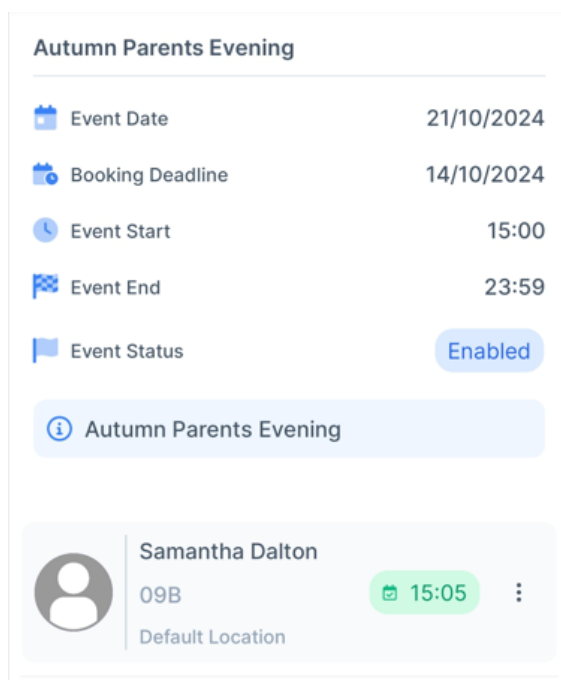 Autumn Parents Evening
Event Date 21/10/2024
Booking Deadline 14/10/2024
Event Start 15:00
Event End 23:59
Event Status Enabled
Autumn Parents Evening
Samantha Dalton
09B 15:05
Default Location